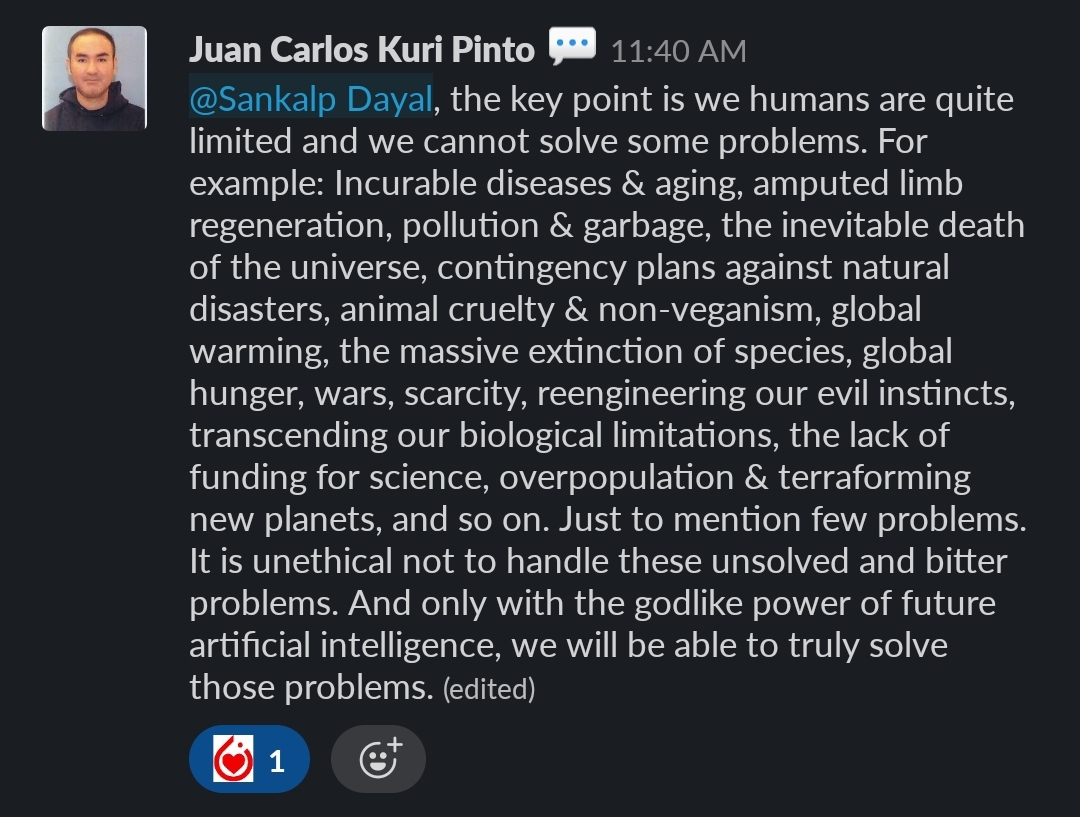 Juan Carlos Kuri Pinto 11:40 AM
@Sankalp Dayal, the key point is we humans are quite
limited and we cannot solve some problems. For
example: Incurable diseases & aging, amputed limb
regeneration, pollution & garbage, the inevitable death
of the universe, contingency plans against natural
disasters, animal cruelty & non-veganism, global
warming, the massive extinction of species, global
hunger, wars, scarcity, reengineering our evil instincts,
transcending our biological limitations, the lack of
funding for science, overpopulation & terraforming
new planets, and so on. Just to mention few problems.
It is unethical not to handle these unsolved and bitter
problems. And only with the godlike power of future
artificial intelligence, we will be able to truly solve
those problems. (edited)
1